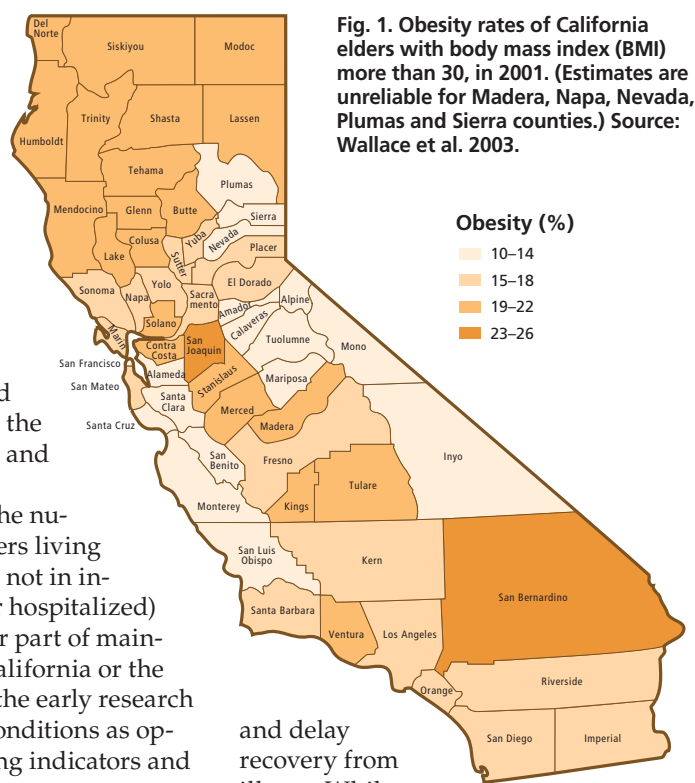 Fig. 1. Obesity rates of California
elders with body mass index (BMI)
more than 30, in 2001. (Estimates are
unreliable for Madera, Napa, Nevada,
Plumas and Sierra counties.) Source:
Wallace et al. 2003.
Obesity (%)
10–14
15–18
19–22
23–26
Del
Norte
Siskiyou
Modoc
Humboldt
Trinity
Shasta
Lassen
Tehama
Plumas
Mendocino
Glenn
Butte
Sierra
Colusa
Yuba
Nevada
Lake
Sutter
Placer
Sonoma
Napa
Yolo
Sacra
mento
El Dorado
Alpine
Amador
Solano
Calaveras
Marin
Contra
Costa
San
Joaquin
Tuolumne
Mono
San Francisco
Alameda
Stanislaus
Mariposa
San Mateo
Santa
Clara
Merced
Madera
Santa Cruz
San
Benito
Fresno
Inyo
Tulare
Monterey
Kings
San Luis
Obispo
Kern
San Bernardino
Santa Barbara
Ventura
Los Angeles
Orange
Riverside
San Diego
Imperial
d
the
and
he nu-
ers living
not in in-
r hospitalized)
r part of main-
alifornia or the
the early research
onditions as op-
ng indicators and
and delay
recovery from